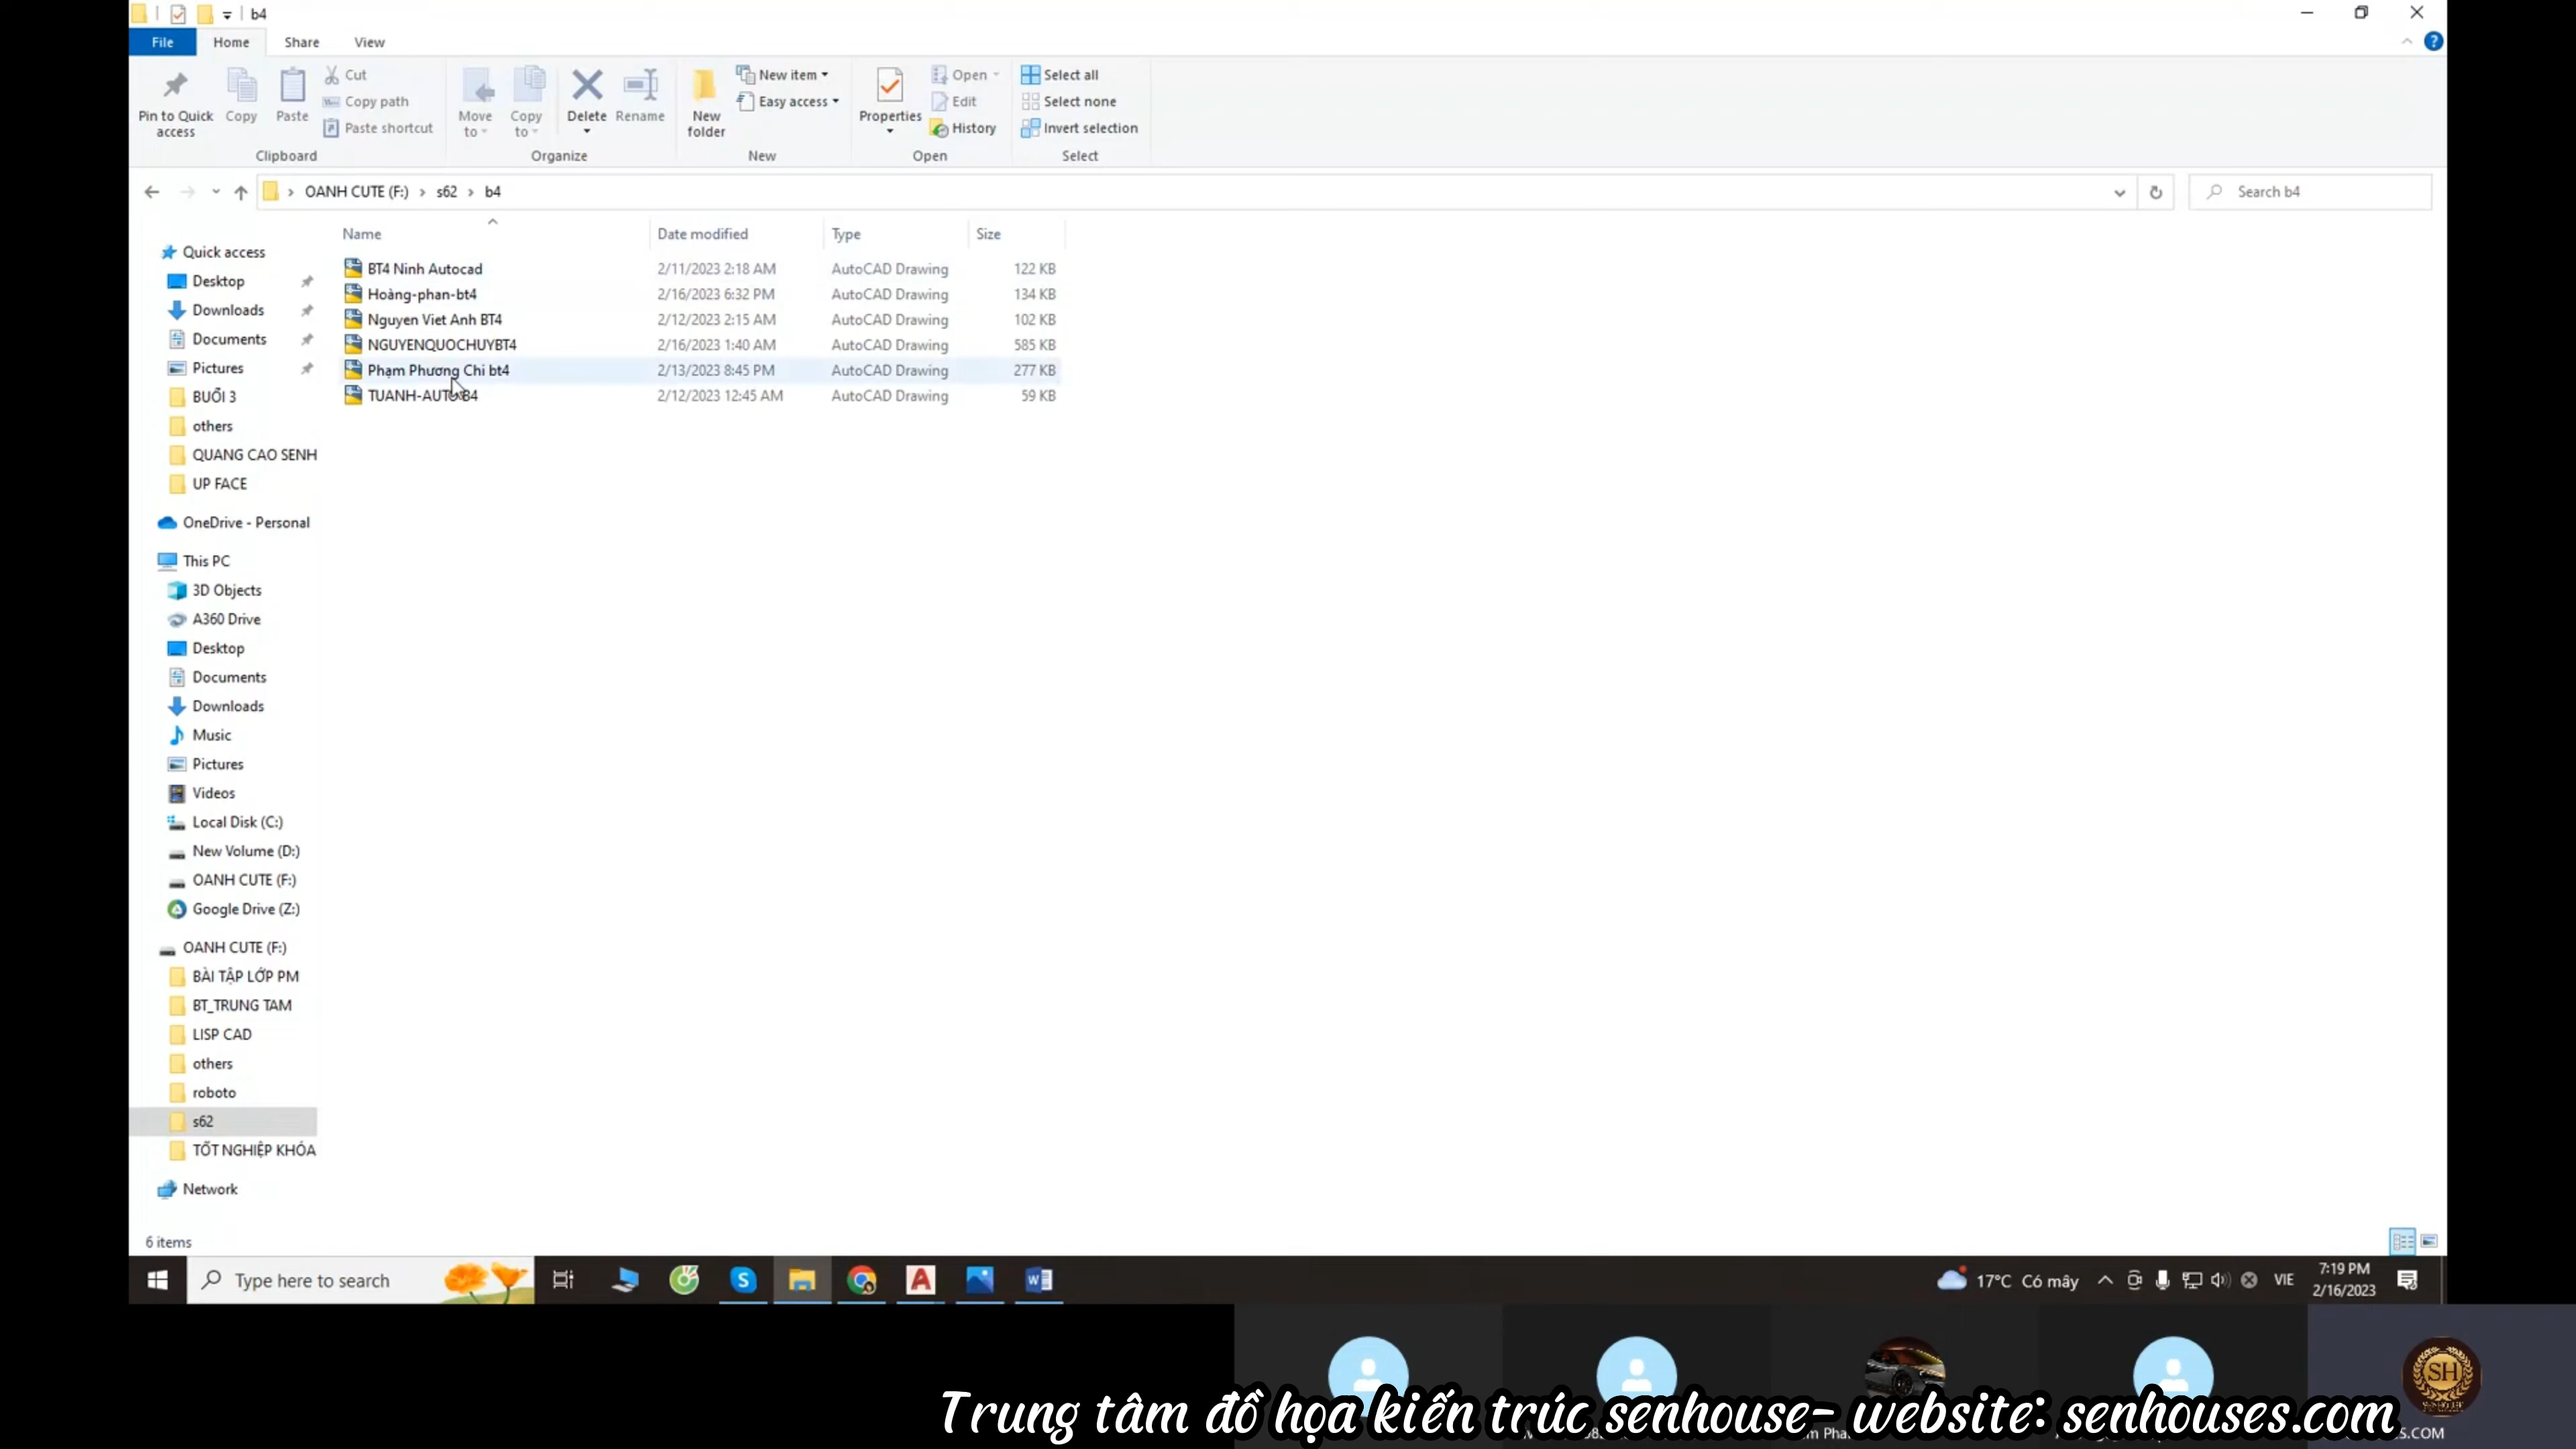 b4
File Home Share View
Pin to Quick access
Copy
Paste
Cut
Copy path
Paste shortcut
Clipboard
Move to
Copy to
Delete
Rename
Organize
New folder
New item
Easy access
New
Properties
Open
Edit
History
Open
Select all
Select none
Invert selection
Select
OANH CUTE (F:) s62 b4
Search b4
Name Date modified Type Size
BT4 Ninh Autocad 2/11/2023 2:18 AM AutoCAD Drawing 122 KB
Hoàng-phan-bt4 2/16/2023 6:32 PM AutoCAD Drawing 134 KB
Nguyen Viet Anh BT4 2/12/2023 2:15 AM AutoCAD Drawing 102 KB
NGUYENQUOCHUYBT4 2/16/2023 1:40 AM AutoCAD Drawing 585 KB
Phạm Phương Chi bt4 2/13/2023 8:45 PM AutoCAD Drawing 277 KB
TUANH-AUTO B4 2/12/2023 12:45 AM AutoCAD Drawing 59 KB
Quick access
Desktop
Downloads
Documents
Pictures
BUỔI 3
others
QUANG CAO SENH
UP FACE
OneDrive - Personal
This PC
3D Objects
A360 Drive
Desktop
Documents
Downloads
Music
Pictures
Videos
Local Disk (C:)
New Volume (D:)
OANH CUTE (F:)
Google Drive (Z:)
OANH CUTE (F:)
BÀI TẬP LỚP PM
BT_TRUNG TAM
LISP CAD
others
roboto
s62
TỐT NGHIỆP KHÓA
Network
6 items
Type here to search
17°C Có mây
VIE
7:19 PM
2/16/2023
SH
Trung tâm đồ họa kiến trúc senhouse- website: senhouses.com